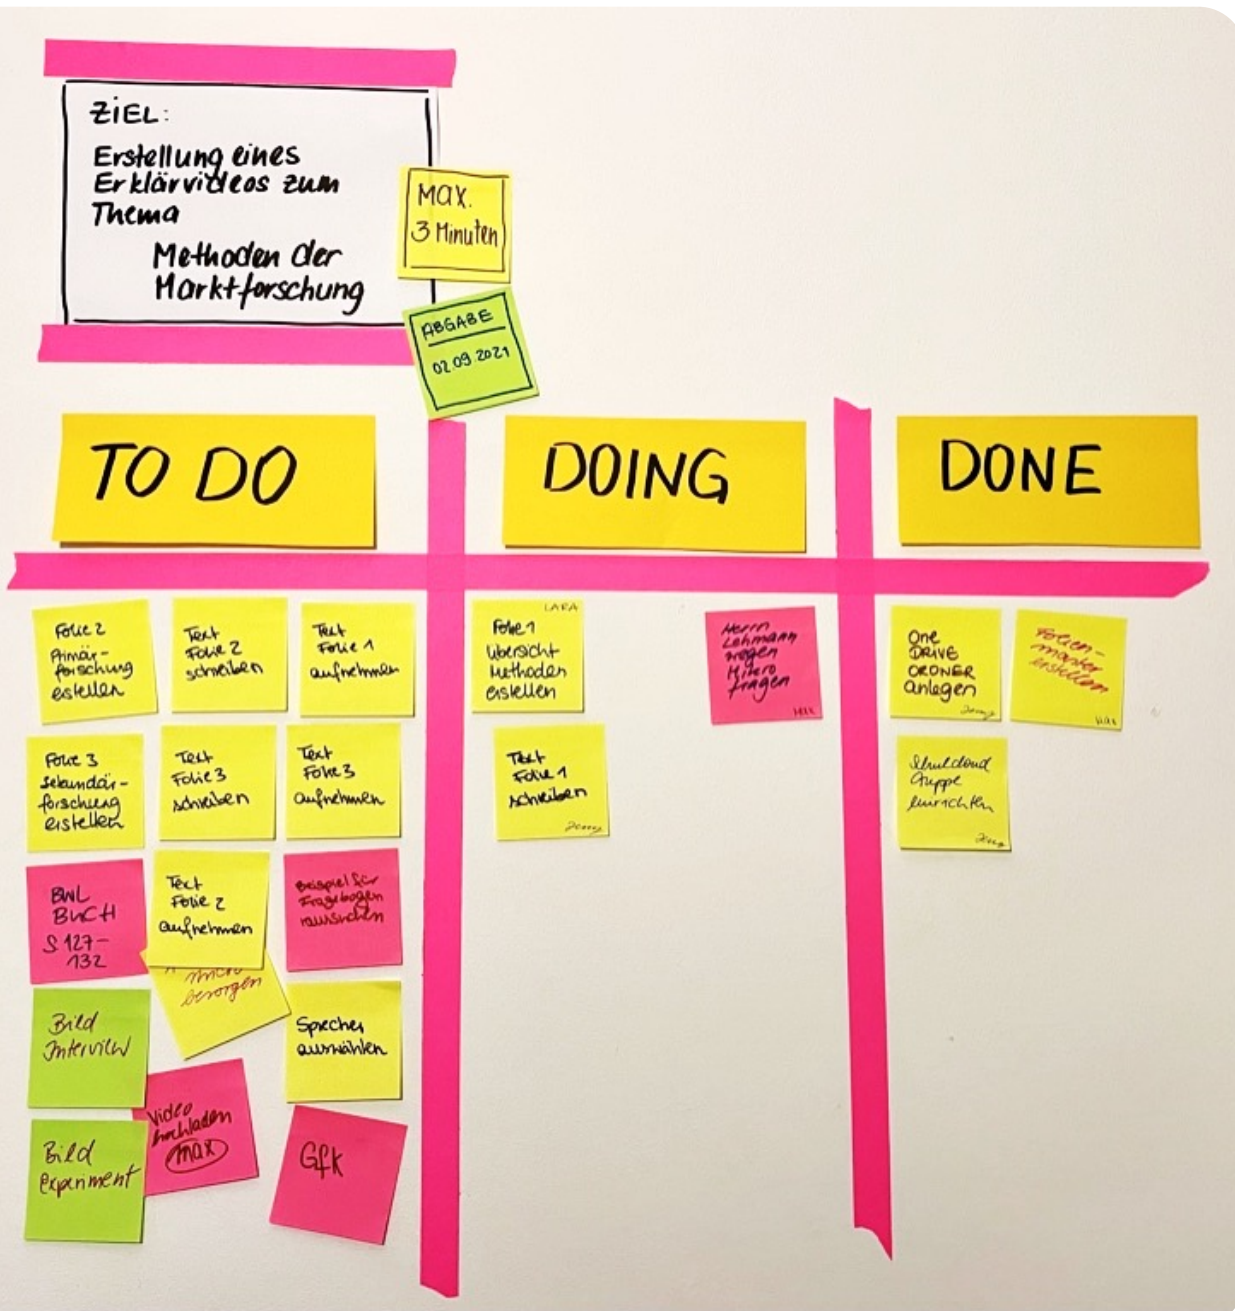 ZIEL:
Erstellung eines
Erklärvideos zum
Thema
Methoden der
Marktforschung
MAX.
3 Minuten
ABGABE
02.09.2021
TO DO
DOING
DONE
Folie 2
Primär-
forschung
estellen
Text
Folie 2
schreiben
Text
Folie 1
aufnehmen
Folie 3
Sekundär-
forschung
erstellen
Text
Folie 3
schreiben
Text
Folie 3
aufnehmen
BWL
BUCH
S 127-
132
Text
Folie 2
aufnehmen
Beispiel für
Fragebogen
raussuchen
besorgen
Bild
Interview
Sprecher
auswählen
Video
hochladen
max
Bild
Experiment
GfK
LARA
Folie 1
Übersicht
Methoden
erstellen
Herrn
Lehmann
wegen
Mikro
fragen
Max
Text
Folie 1
schreiben
Jenny
One
DRIVE
ORDNER
anlegen
Jenny
Folien-
master
erstellen
Max
Schulcloud
Gruppe
einrichten
Jenny